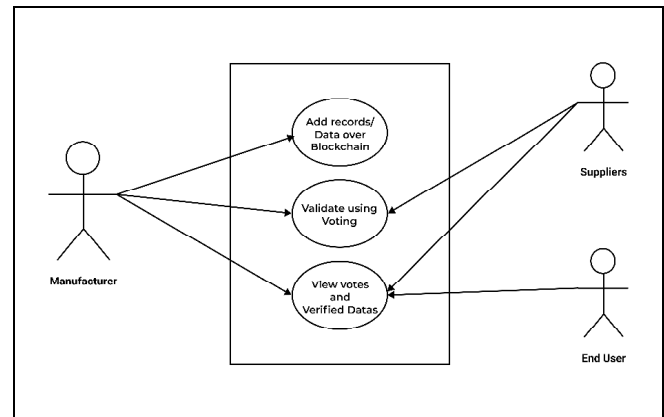 Add records/
Data over
Blockchain
Suppliers
Validate using
Voting
Manufacturer
View votes
and
Verified Datas
End User